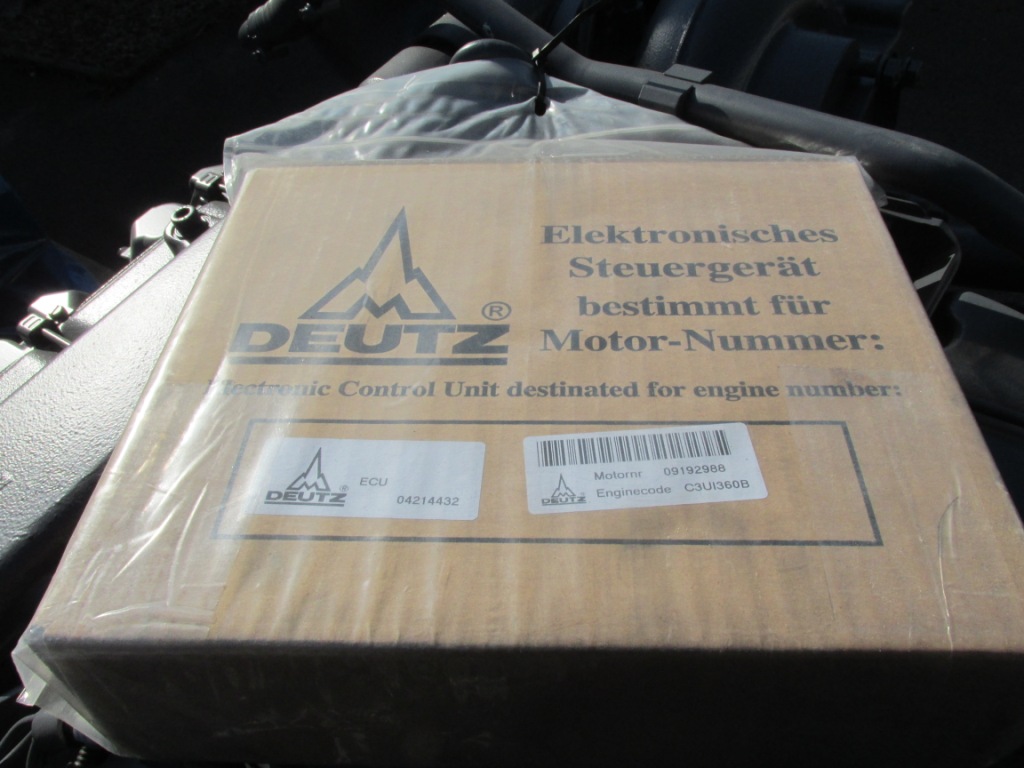 DEUTZ ®
Elektronisches
Steuergerät
bestimmt für
Motor-Nummer:
Electronic Control Unit destinated for engine number:
DEUTZ ®
ECU
04214432
Motornr 09192988
DEUTZ
Enginecode C3UI360B